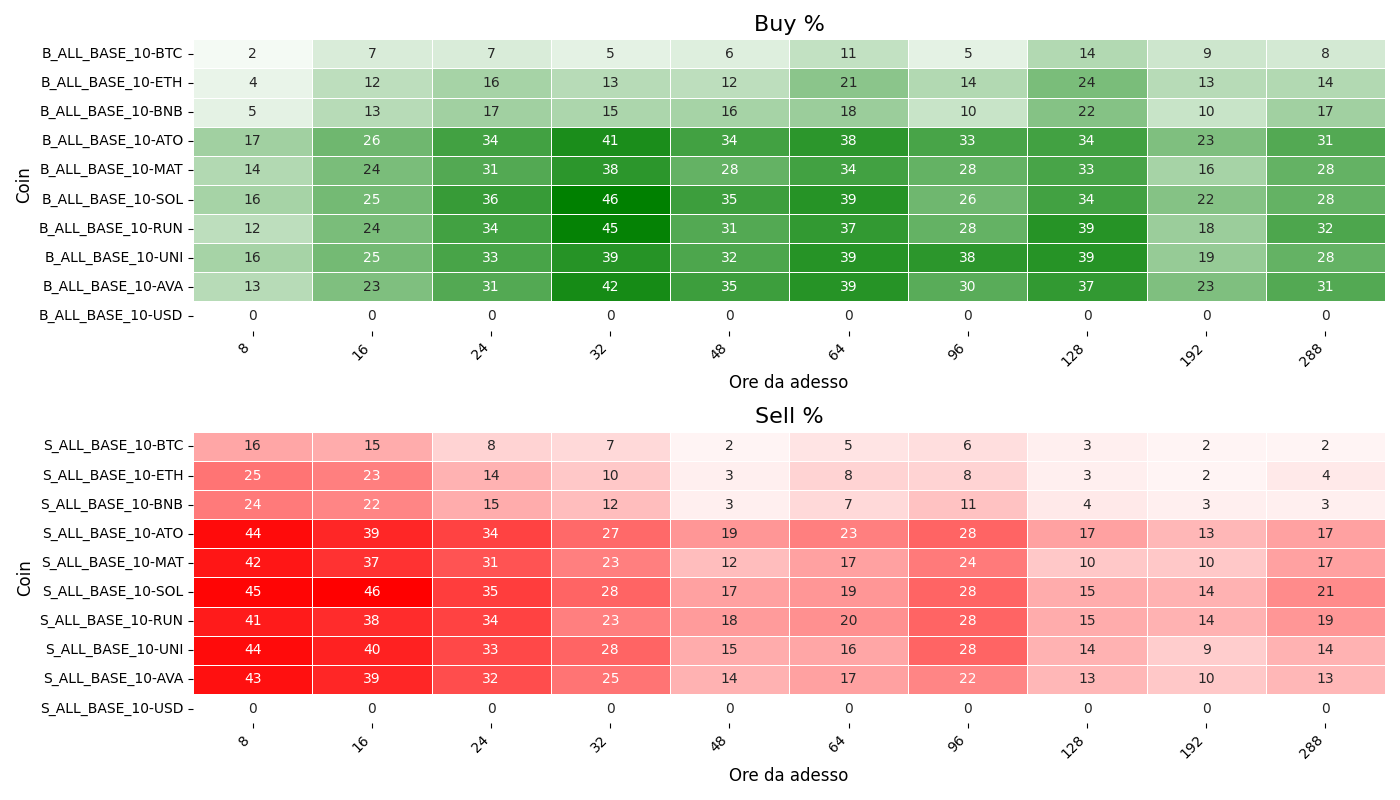 Buy %
Coin
B_ALL_BASE_10-BTC 2 7 7 5 6 11 5 14 9 8
B_ALL_BASE_10-ETH 4 12 16 13 12 21 14 24 13 14
B_ALL_BASE_10-BNB 5 13 17 15 16 18 10 22 10 17
B_ALL_BASE_10-ATO 17 26 34 41 34 38 33 34 23 31
B_ALL_BASE_10-MAT 14 24 31 38 28 34 28 33 16 28
B_ALL_BASE_10-SOL 16 25 36 46 35 39 26 34 22 28
B_ALL_BASE_10-RUN 12 24 34 45 31 37 28 39 18 32
B_ALL_BASE_10-UNI 16 25 33 39 32 39 38 39 19 28
B_ALL_BASE_10-AVA 13 23 31 42 35 39 30 37 23 31
B_ALL_BASE_10-USD 0 0 0 0 0 0 0 0 0 0
8 16 24 32 48 64 96 128 192 288
Ore da adesso
Sell %
Coin
S_ALL_BASE_10-BTC 16 15 8 7 2 5 6 3 2 2
S_ALL_BASE_10-ETH 25 23 14 10 3 8 8 3 2 4
S_ALL_BASE_10-BNB 24 22 15 12 3 7 11 4 3 3
S_ALL_BASE_10-ATO 44 39 34 27 19 23 28 17 13 17
S_ALL_BASE_10-MAT 42 37 31 23 12 17 24 10 10 17
S_ALL_BASE_10-SOL 45 46 35 28 17 19 28 15 14 21
S_ALL_BASE_10-RUN 41 38 34 23 18 20 28 15 14 19
S_ALL_BASE_10-UNI 44 40 33 28 15 16 28 14 9 14
S_ALL_BASE_10-AVA 43 39 32 25 14 17 22 13 10 13
S_ALL_BASE_10-USD 0 0 0 0 0 0 0 0 0 0
8 16 24 32 48 64 96 128 192 288
Ore da adesso